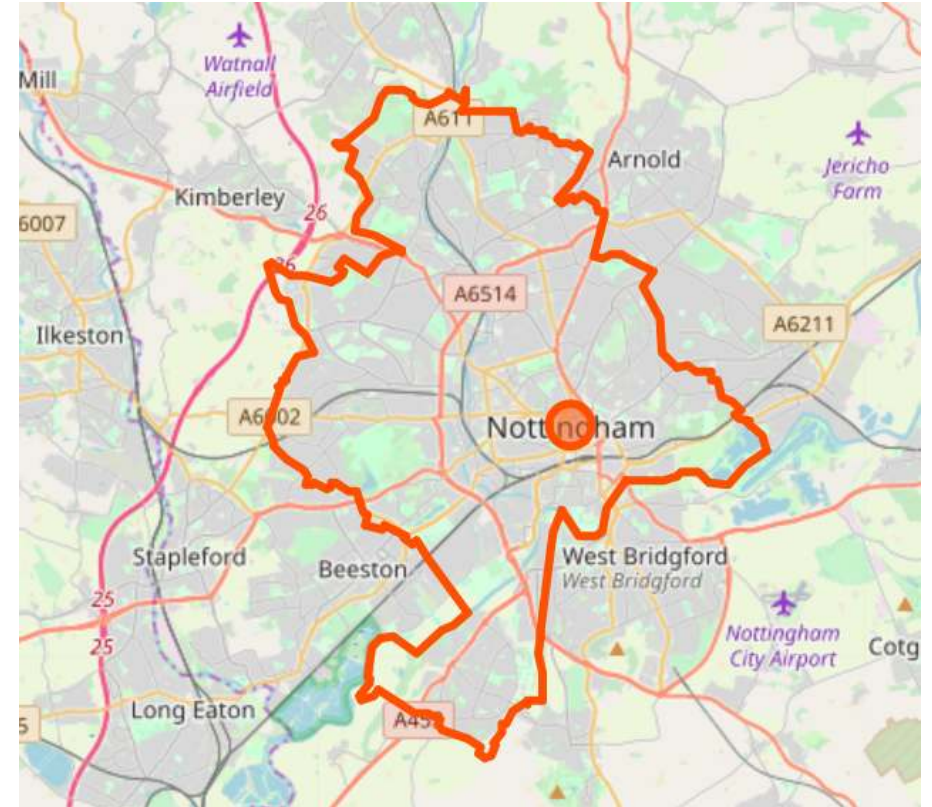 Watnall
Airfield
Mill
A611
Arnold
Jericho
Farm
Kimberley
26
6007
26
A6514
A6211
Ilkeston
A6002
Nottingham
Stapleford
Beeston
West Bridgford
West Bridgford
25
25
Nottingham
City Airport
Cotg
Long Eaton
A45
5